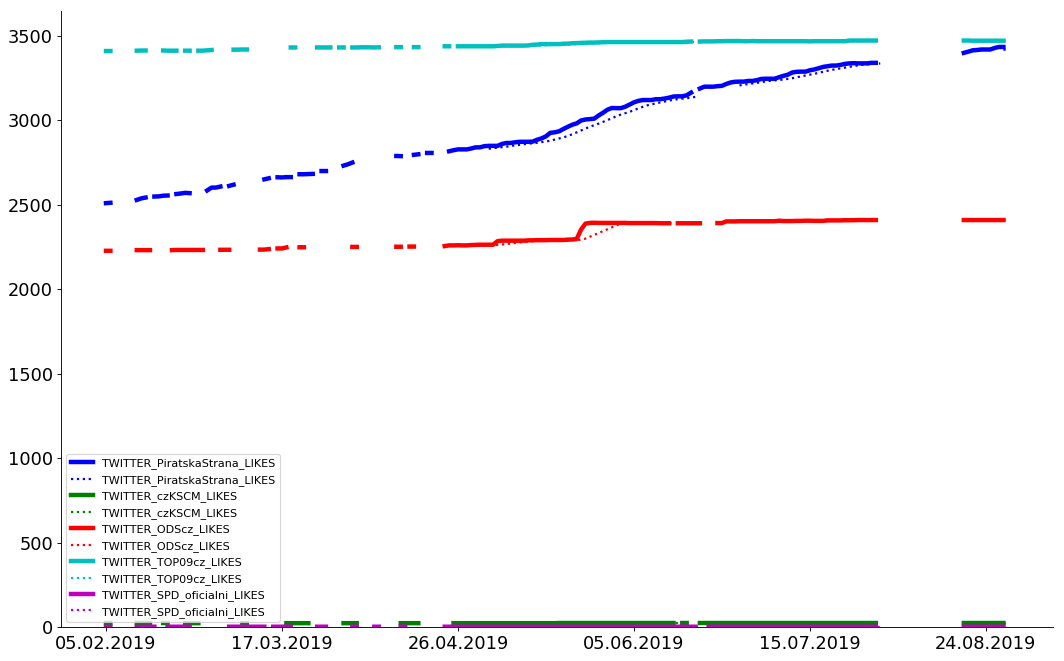 3500
3000
2500
2000
1500
1000
500
0
TWITTER_PiratskaStrana_LIKES
TWITTER_PiratskaStrana_LIKES
TWITTER_czKSCM_LIKES
TWITTER_czKSCM_LIKES
TWITTER_ODScz_LIKES
TWITTER_ODScz_LIKES
TWITTER_TOP09cz_LIKES
TWITTER_TOP09cz_LIKES
TWITTER_SPD_oficialni_LIKES
TWITTER_SPD_oficialni_LIKES
05.02.2019 17.03.2019 26.04.2019 05.06.2019 15.07.2019 24.08.2019